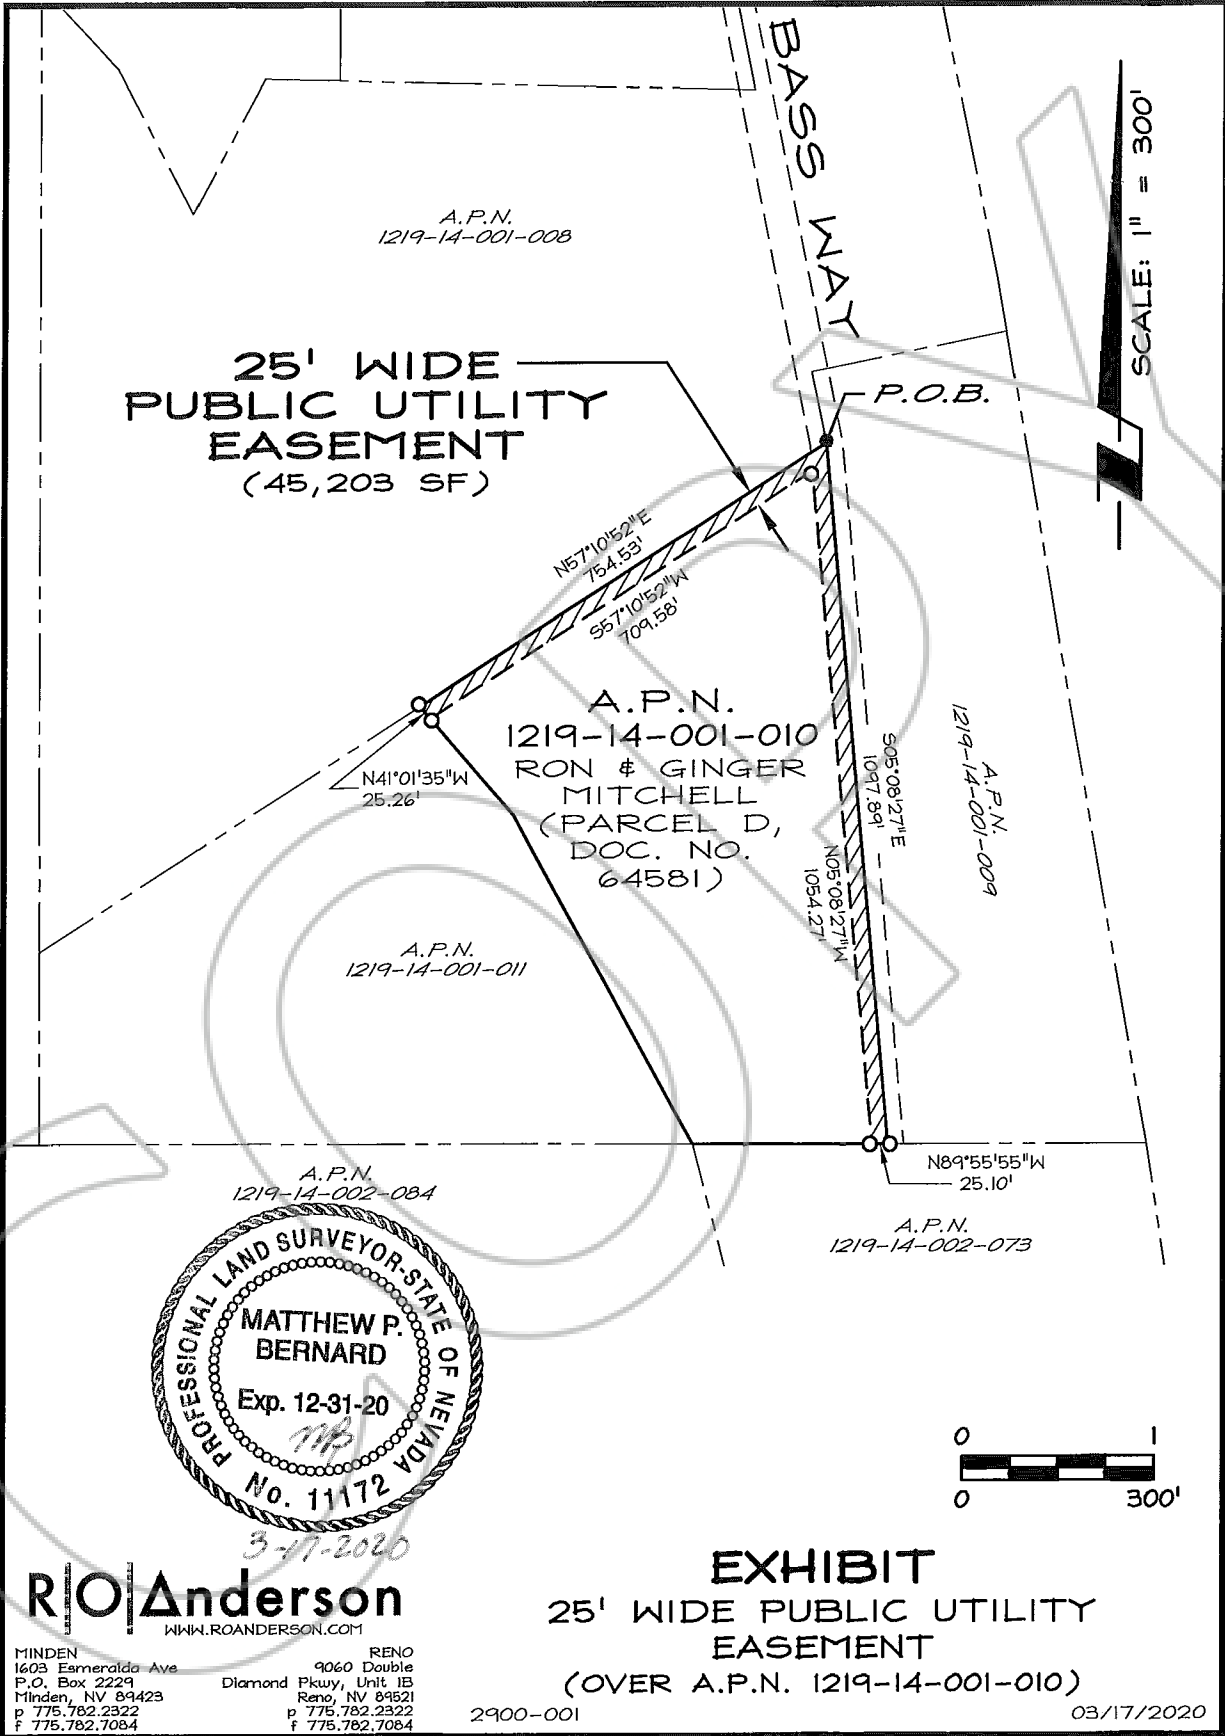 BASS WAY
SCALE: 1" = 300'
A.P.N.
1219-14-001-008
25' WIDE
PUBLIC UTILITY
EASEMENT
(45,203 SF)
P.O.B.
N57°10'52"E
754.53'
S57°10'52"W
709.58'
A.P.N.
1219-14-001-010
RON & GINGER
MITCHELL
(PARCEL D,
DOC. NO.
64581)
N41°01'35"W
25.26'
S05°08'27"E
1097.89'
N05°08'27"W
1054.27'
A.P.N.
1219-14-001-009
A.P.N.
1219-14-001-011
N89°55'55"W
25.10'
A.P.N.
1219-14-002-084
A.P.N.
1219-14-002-073
PROFESSIONAL LAND SURVEYOR-STATE OF NEVADA
MATTHEW P.
BERNARD
Exp. 12-31-20
MB
No. 11172
3-17-2020
0 1
0 300'
R|O|Anderson
WWW.ROANDERSON.COM
MINDEN
1603 Esmeralda Ave
P.O. Box 2229
Minden, NV 89423
p 775.782.2322
f 775.782.7084
RENO
9060 Double
Diamond Pkwy, Unit 1B
Reno, NV 89521
p 775.782.2322
f 775.782.7084
EXHIBIT
25' WIDE PUBLIC UTILITY
EASEMENT
(OVER A.P.N. 1219-14-001-010)
2900-001
03/17/2020
COPY